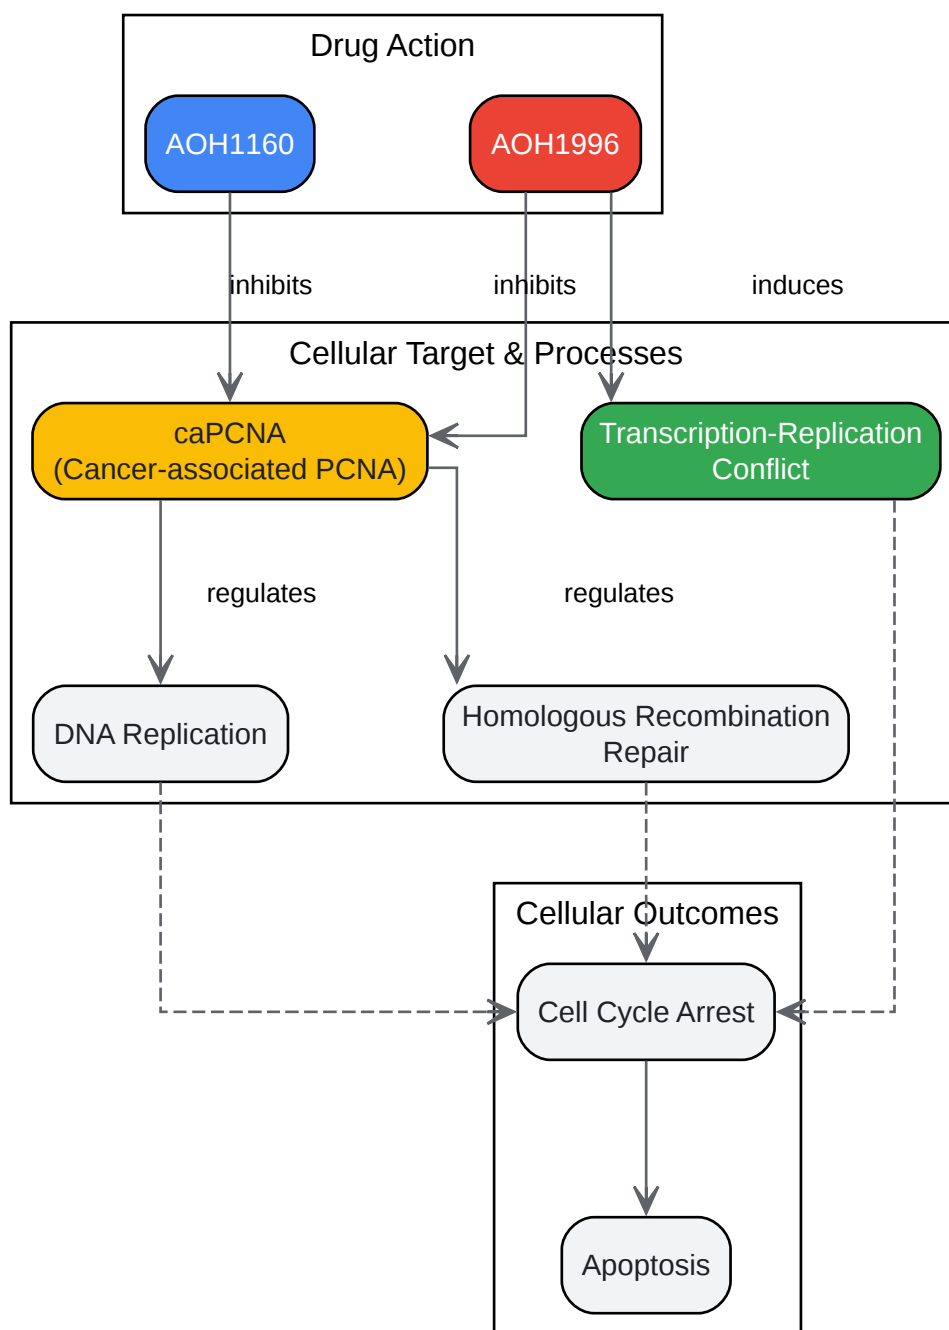 Drug Action
AOH1160
AOH1996
inhibits
inhibits
induces
Cellular Target & Processes
caPCNA
(Cancer-associated PCNA)
Transcription-Replication
Conflict
regulates
regulates
DNA Replication
Homologous Recombination
Repair
Cellular Outcomes
Cell Cycle Arrest
Apoptosis